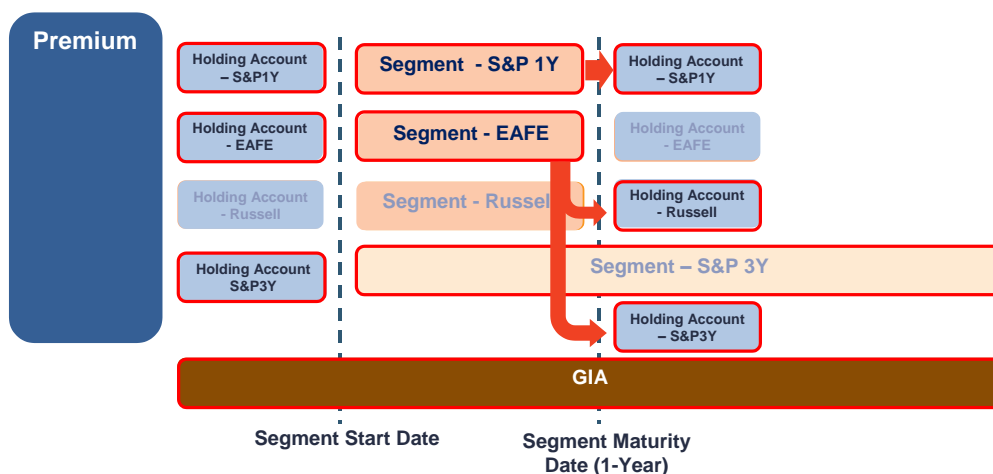 Premium
Holding Account
– S&P1Y
Segment - S&P 1Y
Holding Account
– S&P1Y
Holding Account
- EAFE
Segment - EAFE
Holding Account
- EAFE
Holding Account
- Russell
Segment - Russell
Holding Account
- Russell
Holding Account
S&P3Y
Segment – S&P 3Y
Holding Account
– S&P3Y
GIA
Segment Start Date
Segment Maturity
Date (1-Year)